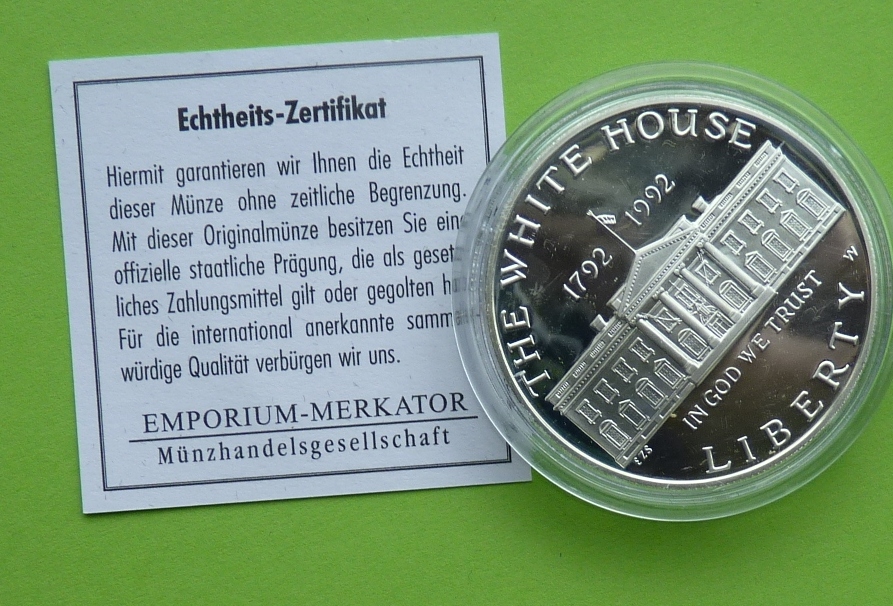 Echtheits-Zertifikat
Hiermit garantieren wir Ihnen die Echtheit
dieser Münze ohne zeitliche Begrenzung.
Mit dieser Originalmünze besitzen Sie eine
offizielle staatliche Prägung, die als gesetz-
liches Zahlungsmittel gilt oder gegolten hat.
Für die international anerkannte samm
würdige Qualität verbürgen wir uns.
EMPORIUM-MERKATOR
Münzhandelsgesellschaft
THE WHITE HOUSE
1792 1992
IN GOD WE TRUST
LIBERTY
W